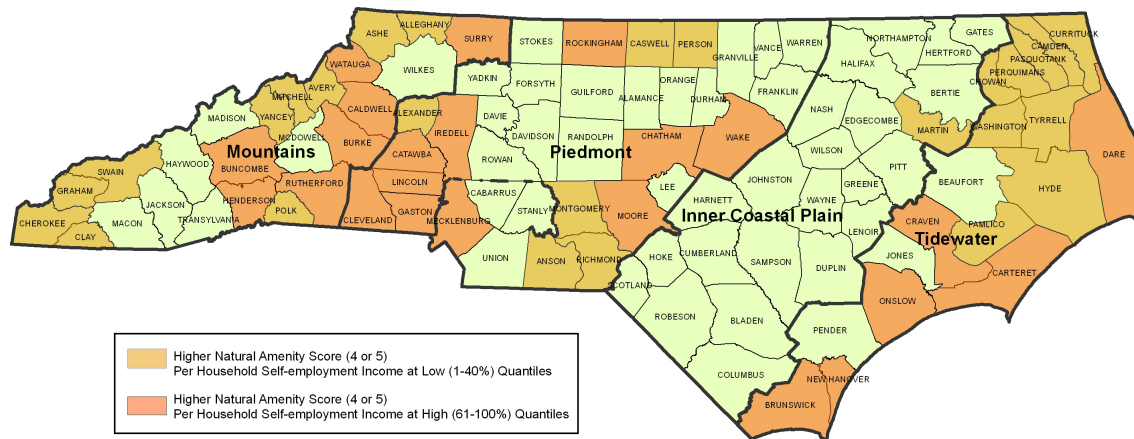 ALLEGHANY
ASHE
SURRY
STOKES
ROCKINGHAM
CASWELL
PERSON
GRANVILLE
VANCE
WARREN
NORTHAMPTON
GATES
HERTFORD
HALIFAX
CURRITUCK
CAMDEN
PASQUOTANK
PERQUIMANS
CHOWAN
WATAUGA
WILKES
YADKIN
FORSYTH
GUILFORD
ALAMANCE
ORANGE
DURHAM
FRANKLIN
BERTIE
NASH
EDGECOMBE
MARTIN
WASHINGTON
TYRRELL
DARE
MITCHELL
AVERY
CALDWELL
ALEXANDER
IREDELL
DAVIE
DAVIDSON
RANDOLPH
CHATHAM
WAKE
WILSON
PITT
BEAUFORT
HYDE
MADISON
YANCEY
MCDOWELL
BURKE
CATAWBA
ROWAN
Mountains
Piedmont
HAYWOOD
BUNCOMBE
SWAIN
GRAHAM
RUTHERFORD
LINCOLN
CABARRUS
STANLY
MONTGOMERY
MOORE
LEE
HARNETT
JOHNSTON
WAYNE
GREENE
LENOIR
CRAVEN
PAMLICO
Inner Coastal Plain
Tidewater
CHEROKEE
CLAY
MACON
JACKSON
TRANSYLVANIA
HENDERSON
POLK
CLEVELAND
GASTON
MECKLENBURG
UNION
ANSON
RICHMOND
SCOTLAND
HOKE
CUMBERLAND
SAMPSON
DUPLIN
JONES
CARTERET
ONSLOW
ROBESON
BLADEN
PENDER
COLUMBUS
NEW HANOVER
BRUNSWICK
Higher Natural Amenity Score (4 or 5)
Per Household Self-employment Income at Low (1-40%) Quantiles
Higher Natural Amenity Score (4 or 5)
Per Household Self-employment Income at High (61-100%) Quantiles